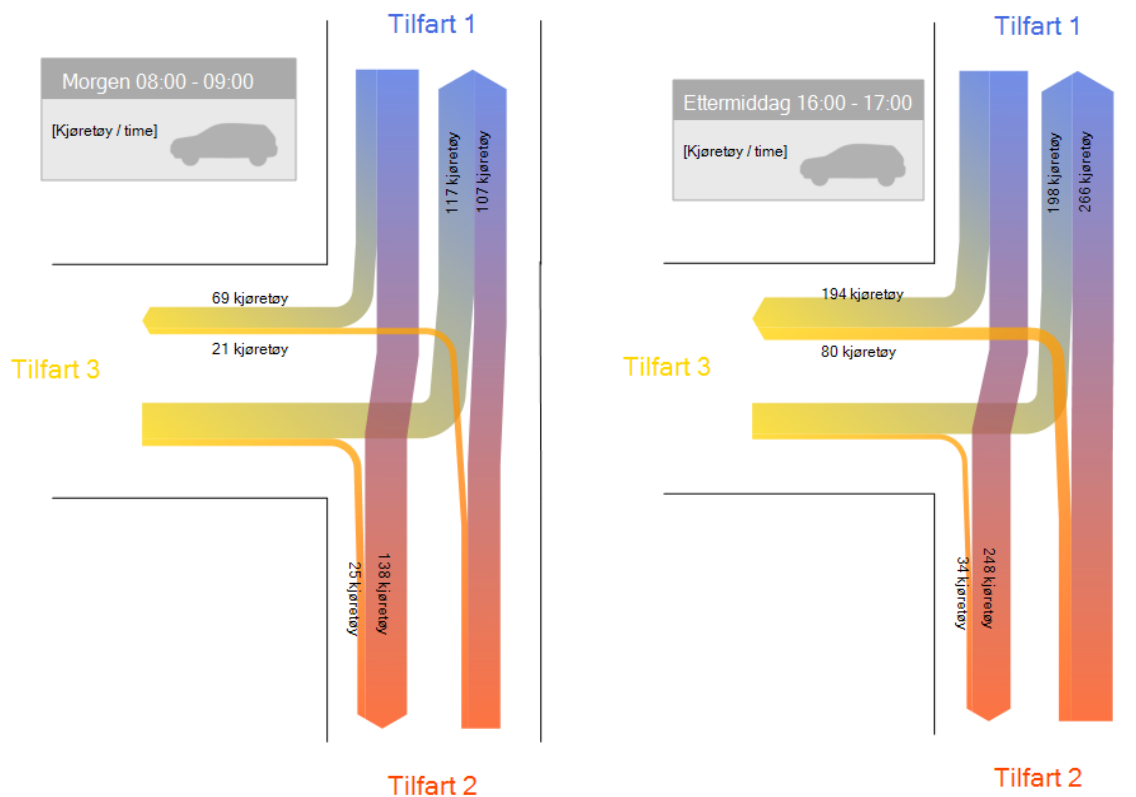 Tilfart 1
Morgen 08:00 - 09:00
[Kjøretøy / time]
117 kjøretøy
107 kjøretøy
69 kjøretøy
21 kjøretøy
Tilfart 3
25 kjøretøy
138 kjøretøy
Tilfart 2
Tilfart 1
Ettermiddag 16:00 - 17:00
[Kjøretøy / time]
198 kjøretøy
266 kjøretøy
194 kjøretøy
80 kjøretøy
Tilfart 3
34 kjøretøy
248 kjøretøy
Tilfart 2